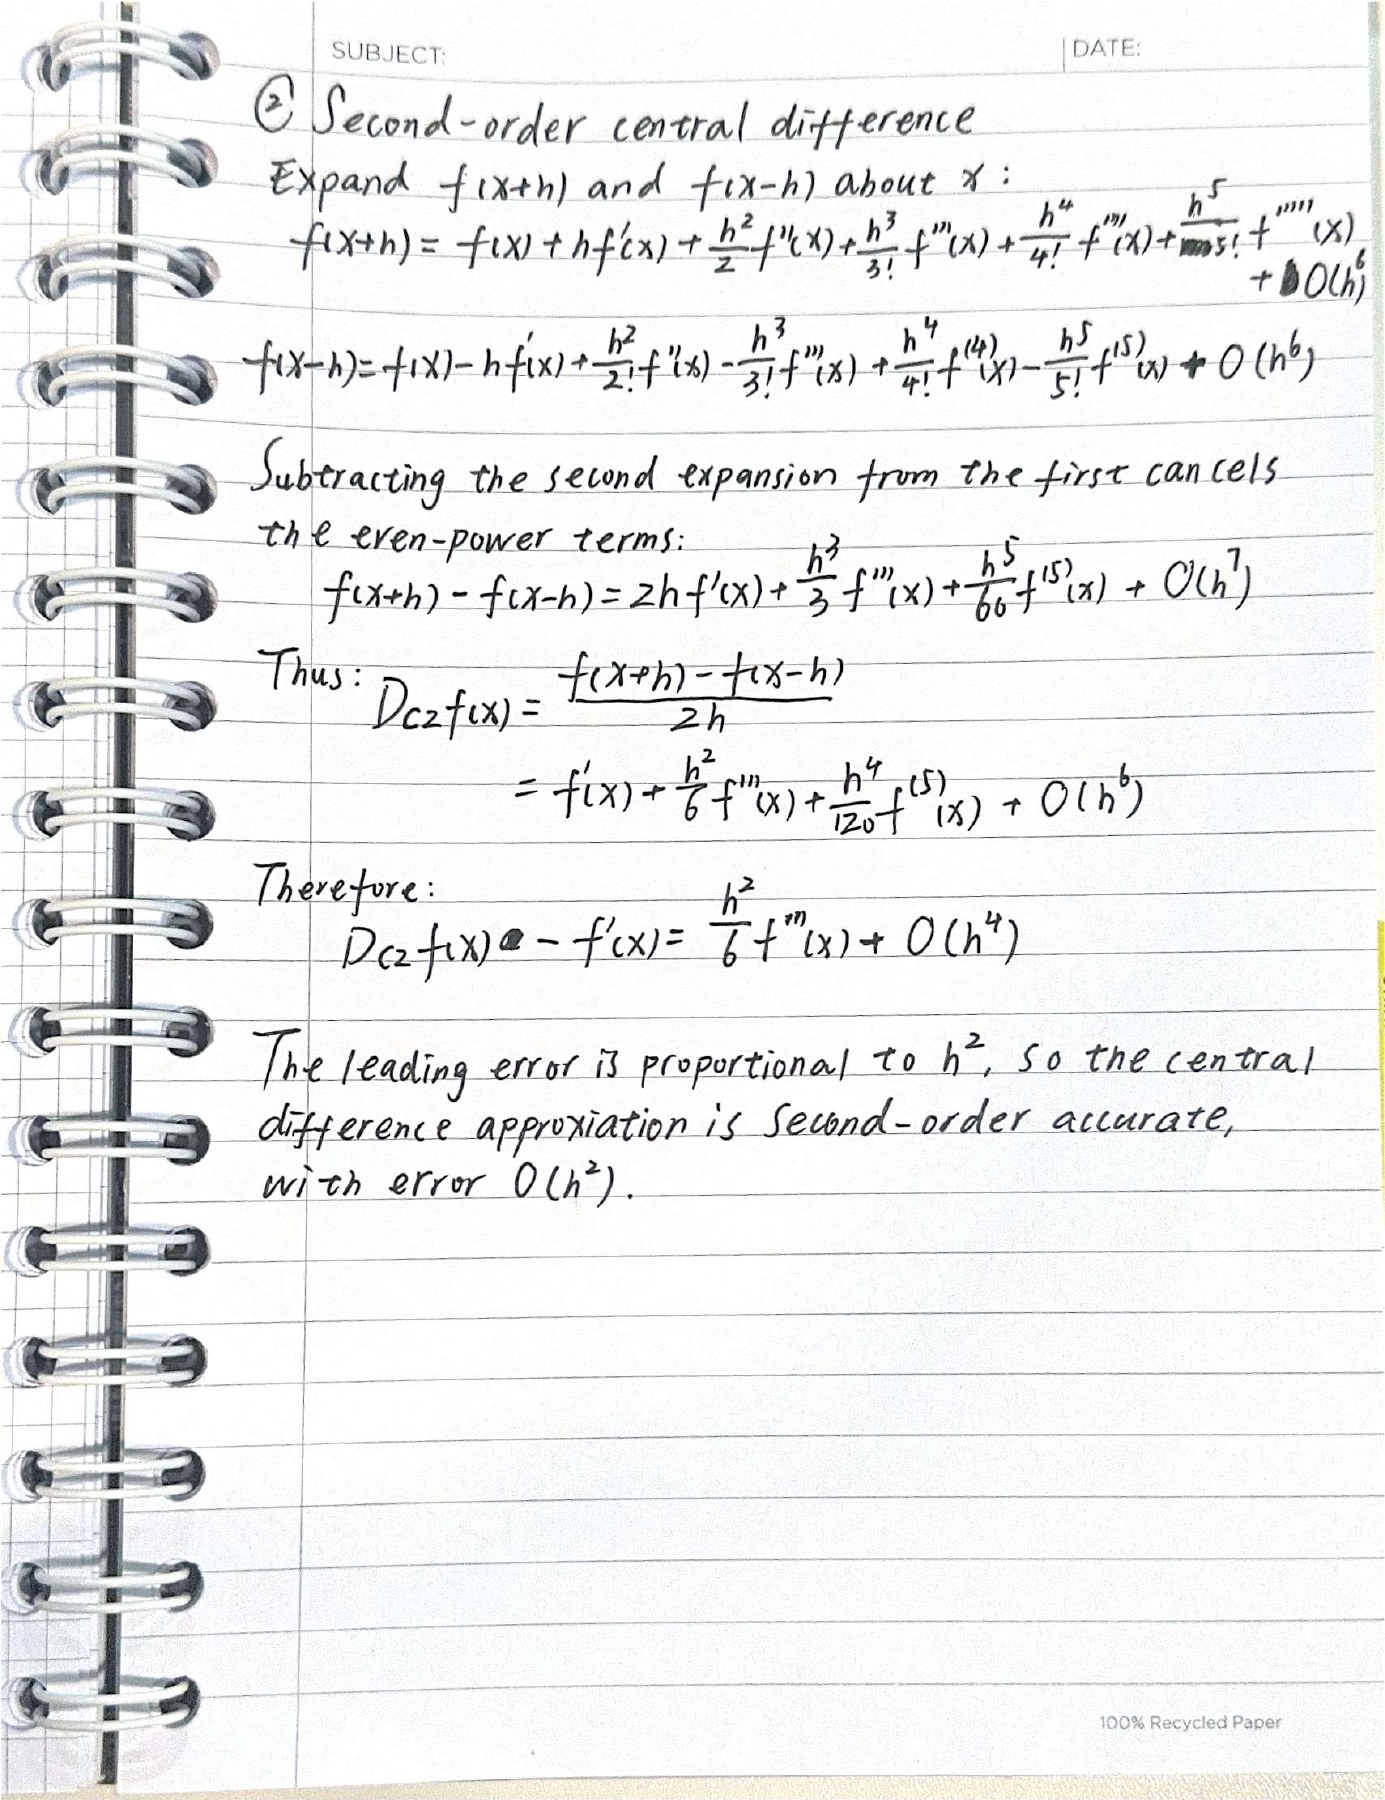 SUBJECT:
DATE:
② Second-order central difference
Expand f(x+h) and f(x-h) about x:
f(x+h) = f(x) + hf'(x) + h²/2 f''(x) + h³/3! f'''(x) + h⁴/4! f''''(x) + h⁵/5! f'''''(x)
+ O(h⁶)
f(x-h) = f(x) - hf'(x) + h²/2! f''(x) - h³/3! f'''(x) + h⁴/4! f⁽⁴⁾(x) - h⁵/5! f⁽⁵⁾(x) + O(h⁶)
Subtracting the second expansion from the first cancels
the even-power terms:
f(x+h) - f(x-h) = 2hf'(x) + h³/3 f'''(x) + h⁵/60 f⁽⁵⁾(x) + O(h⁷)
Thus:
Dc2f(x) = f(x+h) - f(x-h) / 2h
= f'(x) + h²/6 f'''(x) + h⁴/120 f⁽⁵⁾(x) + O(h⁶)
Therefore:
Dc2f(x) - f'(x) = h²/6 f'''(x) + O(h⁴)
The leading error is proportional to h², so the central
difference approxiation is second-order accurate,
with error O(h²).
100% Recycled Paper